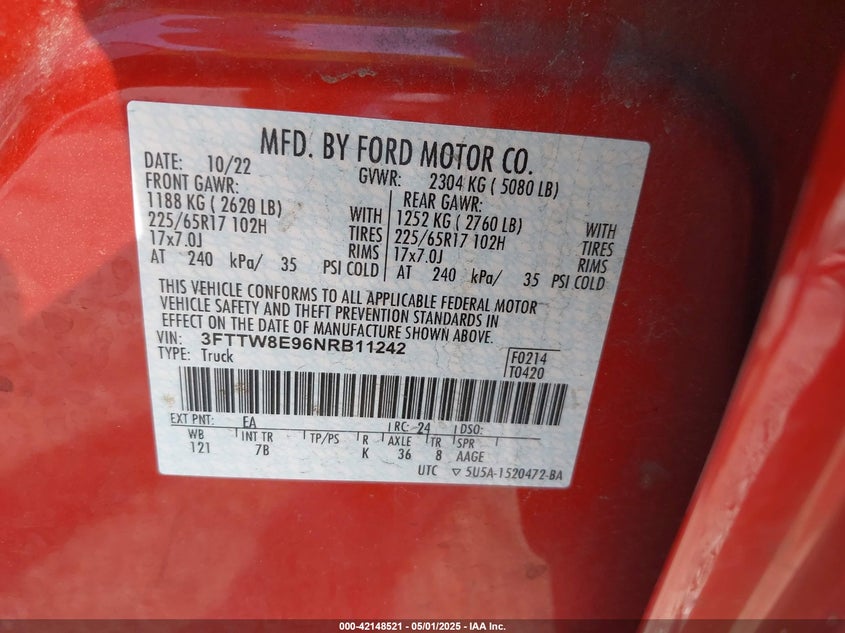 MFD. BY FORD MOTOR CO.
DATE: 10/22 GVWR: 2304 KG ( 5080 LB)
FRONT GAWR: REAR GAWR:
1188 KG ( 2620 LB) WITH 1252 KG ( 2760 LB) WITH
225/65R17 102H TIRES 225/65R17 102H TIRES
17x7.0J RIMS 17x7.0J RIMS
AT 240 kPa/ 35 PSI COLD AT 240 kPa/ 35 PSI COLD
THIS VEHICLE CONFORMS TO ALL APPLICABLE FEDERAL MOTOR
VEHICLE SAFETY AND THEFT PREVENTION STANDARDS IN
EFFECT ON THE DATE OF MANUFACTURE SHOWN ABOVE.
VIN: 3FTTW8E96NRB11242
TYPE: Truck F0214
T0420
EXT PNT: EA RC: 24 DSO:
WB INT TR TP/PS R AXLE TR SPR
121 7B K 36 8 AAGE
UTC ▽ 5U5A-1520472-BA
000-42148521 - 05/01/2025 - IAA Inc.